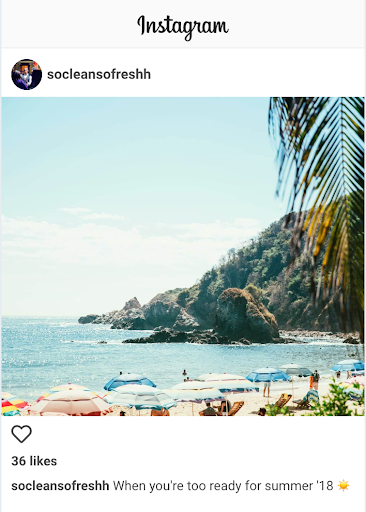 Instagram
socleansofreshh
36 likes
socleansofreshh When you're too ready for summer '18 ☀️